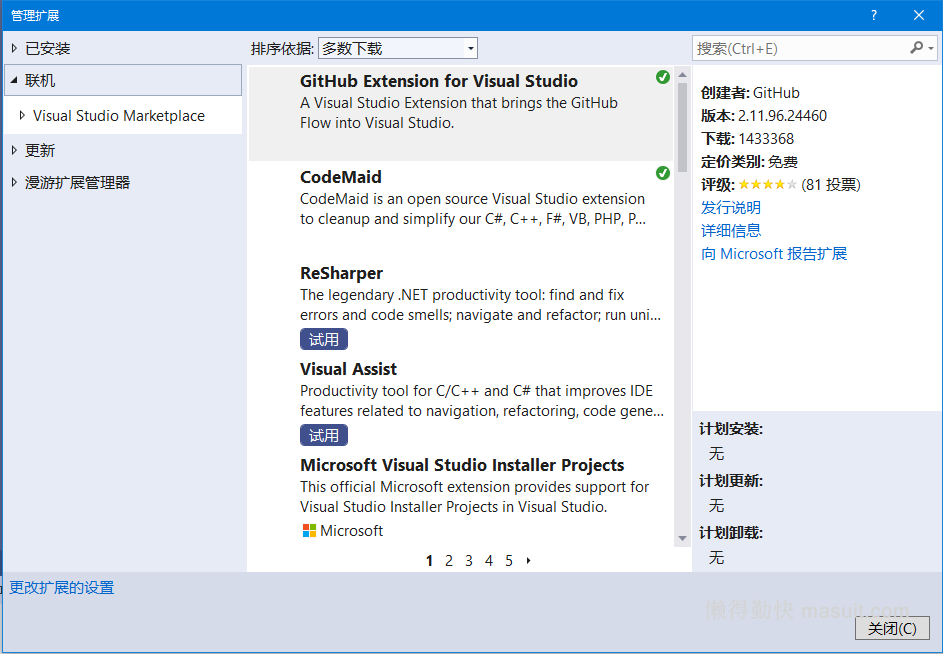 管理扩展
?
已安装
联机
Visual Studio Marketplace
更新
漫游扩展管理器
排序依据: 多数下载
GitHub Extension for Visual Studio
A Visual Studio Extension that brings the GitHub
Flow into Visual Studio.
CodeMaid
CodeMaid is an open source Visual Studio extension
to cleanup and simplify our C#, C++, F#, VB, PHP, P...
ReSharper
The legendary .NET productivity tool: find and fix
errors and code smells; navigate and refactor; run uni...
试用
Visual Assist
Productivity tool for C/C++ and C# that improves IDE
features related to navigation, refactoring, code gene...
试用
Microsoft Visual Studio Installer Projects
This official Microsoft extension provides support for
Visual Studio Installer Projects in Visual Studio.
Microsoft
1 2 3 4 5
搜索(Ctrl+E)
创建者: GitHub
版本: 2.11.96.24460
下载: 1433368
定价类别: 免费
评级: (81 投票)
发行说明
详细信息
向 Microsoft 报告扩展
计划安装:
无
计划更新:
无
计划卸载:
无
更改扩展的设置
懒得勤快 masuit.com
关闭(C)